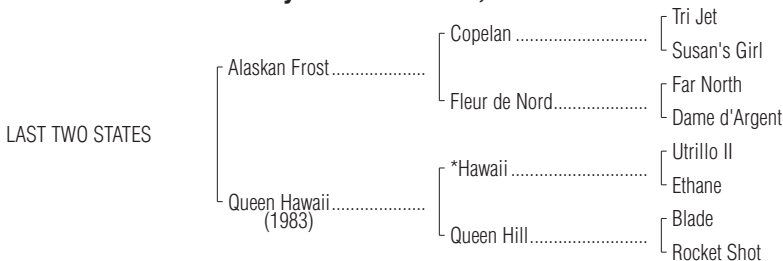 Copelan ............................
Tri Jet
Susan's Girl
Alaskan Frost....................
Fleur de Nord....................
Far North
Dame d'Argent
LAST TWO STATES
*Hawaii .............................
Utrillo II
Ethane
Queen Hawaii....................
(1983)
Queen Hill.........................
Blade
Rocket Shot